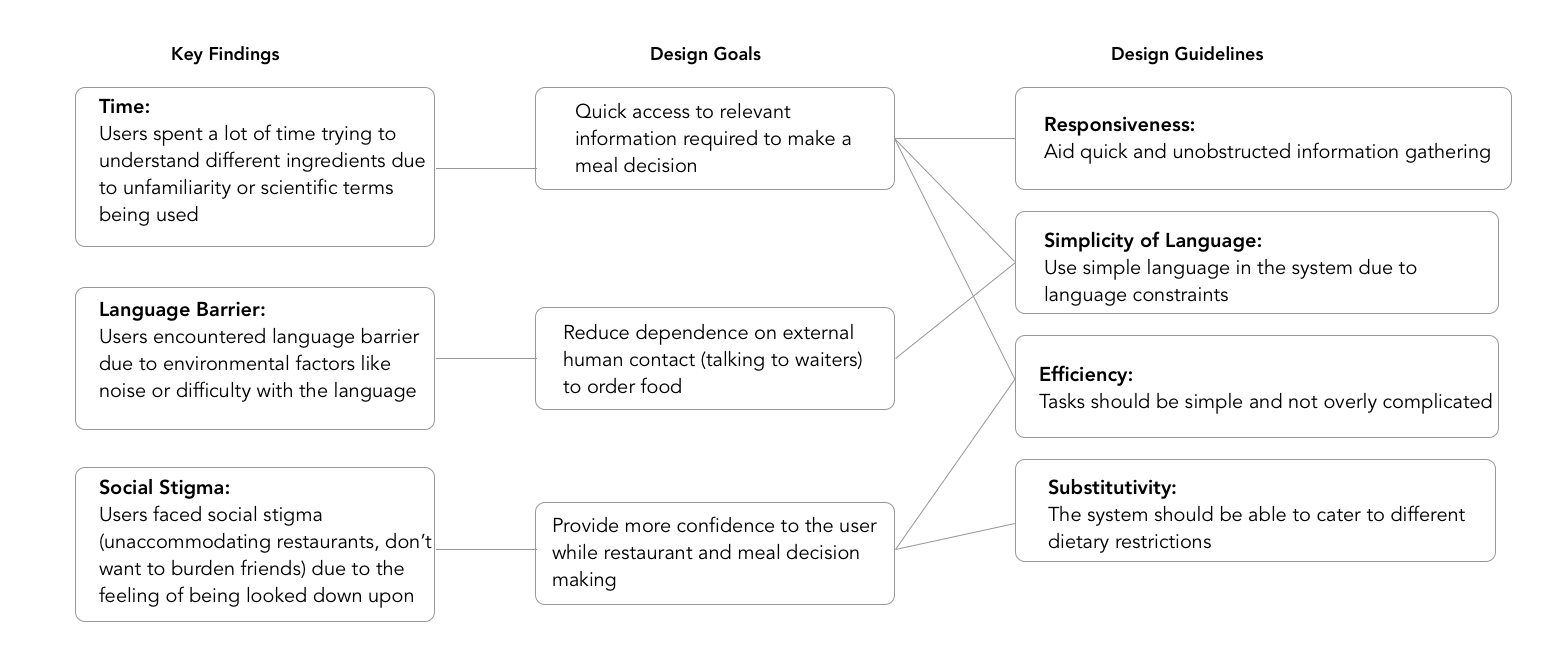 Key Findings
Design Goals
Design Guidelines
Time:
Users spent a lot of time trying to
understand different ingredients due
to unfamiliarity or scientific terms
being used
Language Barrier:
Users encountered language barrier
due to environmental factors like
noise or difficulty with the language
Social Stigma:
Users faced social stigma
(unaccommodating restaurants, don’t
want to burden friends) due to the
feeling of being looked down upon
Quick access to relevant
information required to make a
meal decision
Reduce dependence on external
human contact (talking to waiters)
to order food
Provide more confidence to the user
while restaurant and meal decision
making
Responsiveness:
Aid quick and unobstructed information gathering
Simplicity of Language:
Use simple language in the system due to
language constraints
Efficiency:
Tasks should be simple and not overly complicated
Substitutivity:
The system should be able to cater to different
dietary restrictions